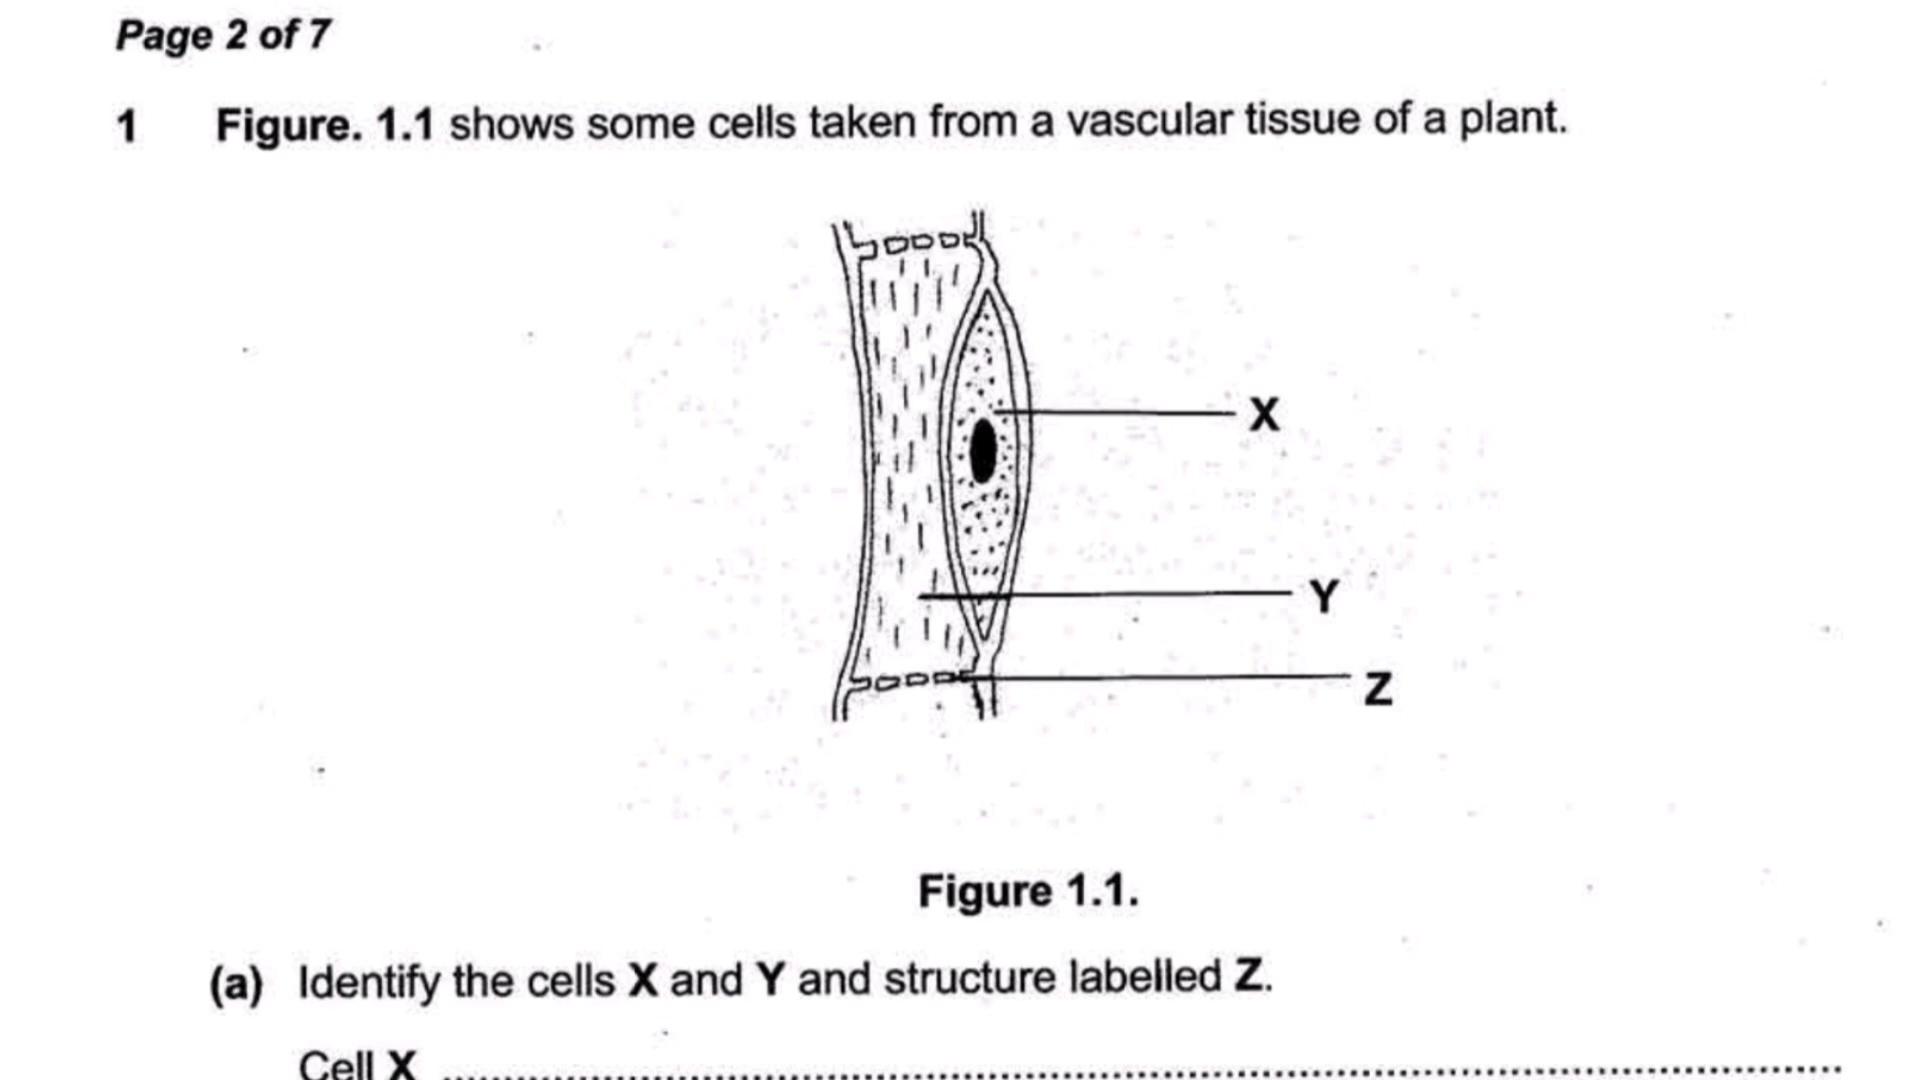 Page 2 of 7
1 Figure. 1.1 shows some cells taken from a vascular tissue of a plant.
X
Y
Z
Figure 1.1.
(a) Identify the cells X and Y and structure labelled Z.
Cell X ........................................................................